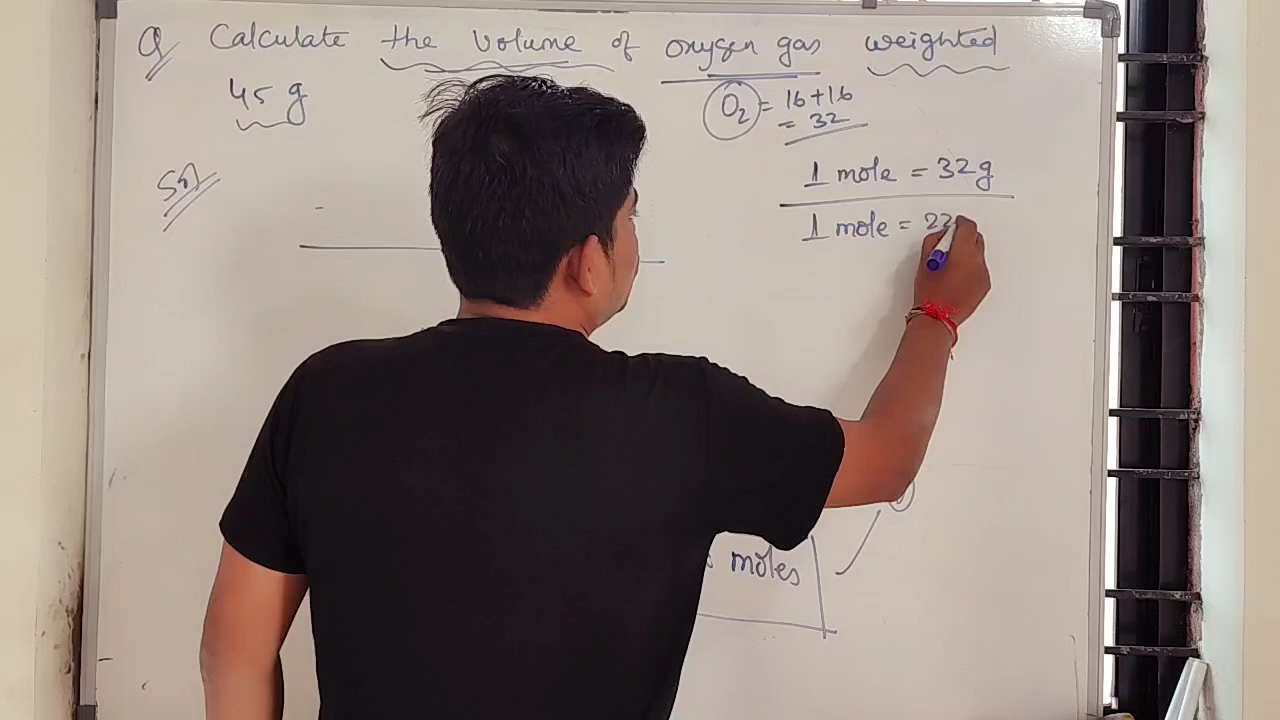 Q Calculate the volume of oxygen gas weighted
45 g
O2 = 16+16
= 32
Sol
1 mole = 32g
1 mole = 22
moles